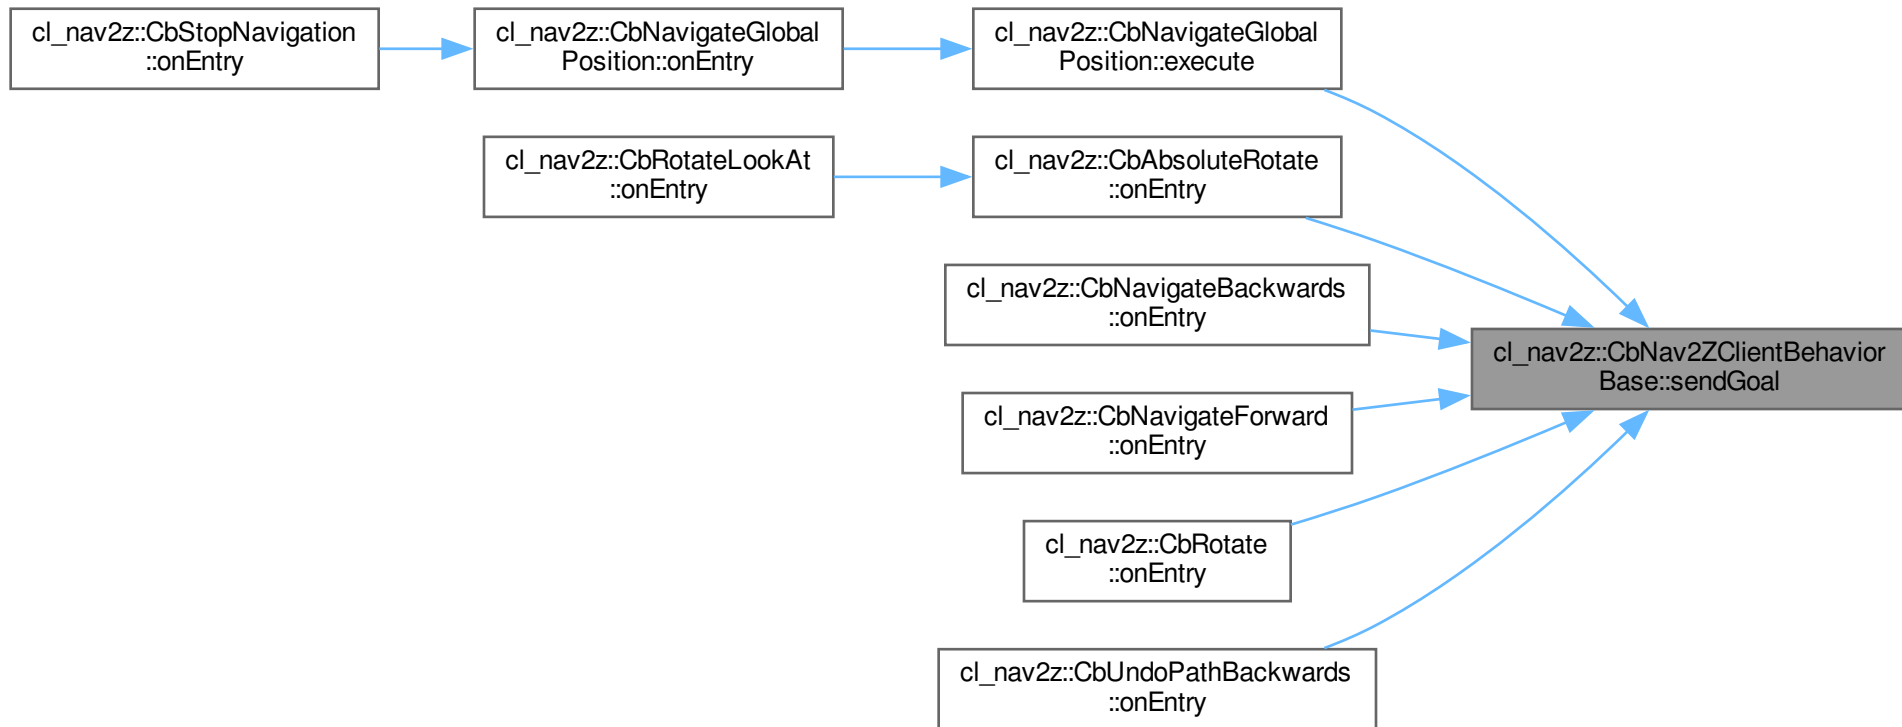 cl_nav2z::CbStopNavigation
::onEntry
cl_nav2z::CbNavigateGlobal
Position::onEntry
cl_nav2z::CbNavigateGlobal
Position::execute
cl_nav2z::CbRotateLookAt
::onEntry
cl_nav2z::CbAbsoluteRotate
::onEntry
cl_nav2z::CbNavigateBackwards
::onEntry
cl_nav2z::CbNav2ZClientBehavior
Base::sendGoal
cl_nav2z::CbNavigateForward
::onEntry
cl_nav2z::CbRotate
::onEntry
cl_nav2z::CbUndoPathBackwards
::onEntry